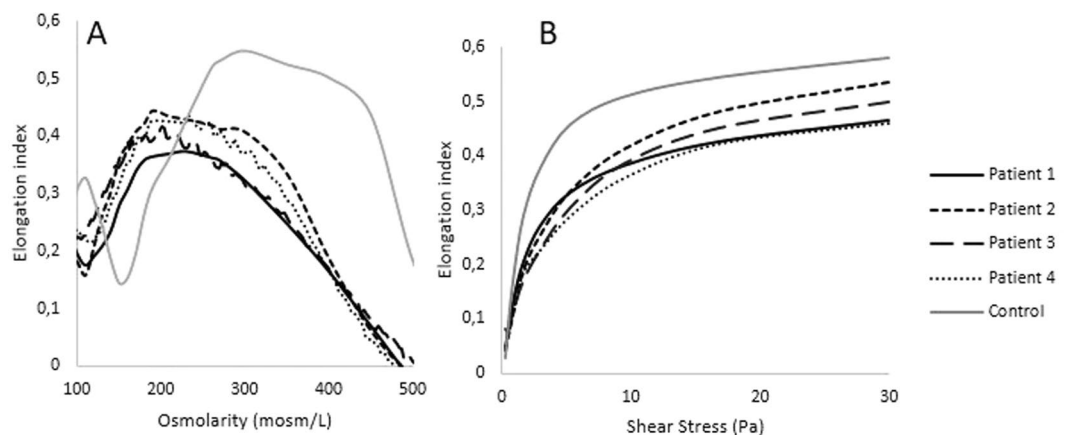 A
0,6
0,5
0,4
0,3
0,2
0,1
0
Elongation index
100 200 300 400 500
Osmolarity (mosm/L)
B
0,6
0,5
0,4
0,3
0,2
0,1
0
Elongation index
0 10 20 30
Shear Stress (Pa)
Patient 1
Patient 2
Patient 3
Patient 4
Control